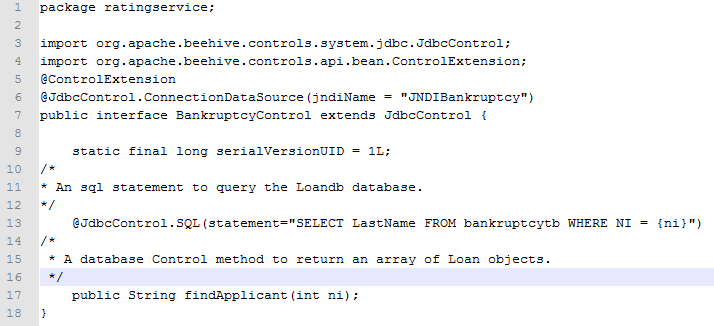 1 package ratingservice;
2
3 import org.apache.beehive.controls.system.jdbc.JdbcControl;
4 import org.apache.beehive.controls.api.bean.ControlExtension;
5 @ControlExtension
6 @JdbcControl.ConnectionDataSource(jndiName = "JNDIBankruptcy")
7 public interface BankruptcyControl extends JdbcControl {
8
9     static final long serialVersionUID = 1L;
10 /*
11 * An sql statement to query the Loandb database.
12 */
13     @JdbcControl.SQL(statement="SELECT LastName FROM bankruptcytb WHERE NI = {ni}")
14 /*
15  * A database Control method to return an array of Loan objects.
16  */
17     public String findApplicant(int ni);
18 }